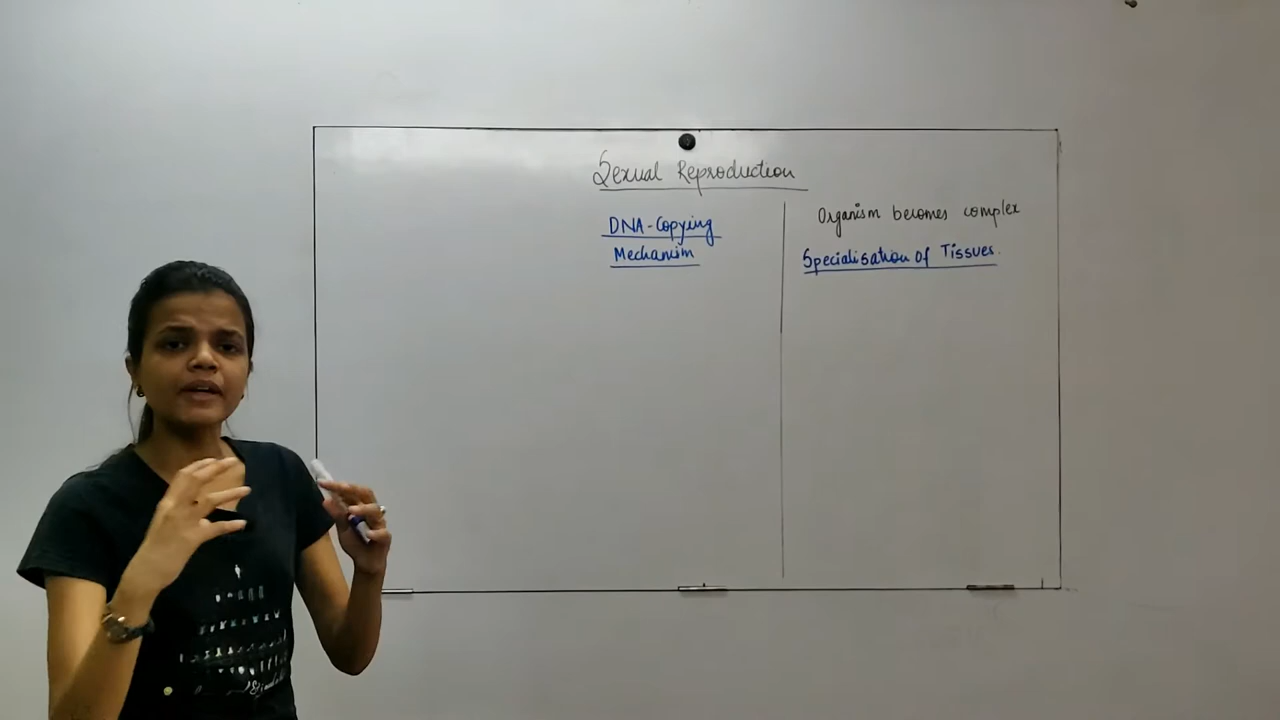 Sexual Reproduction
DNA-Copying
Mechanism
Organism becomes complex
Specialisation of Tissues.